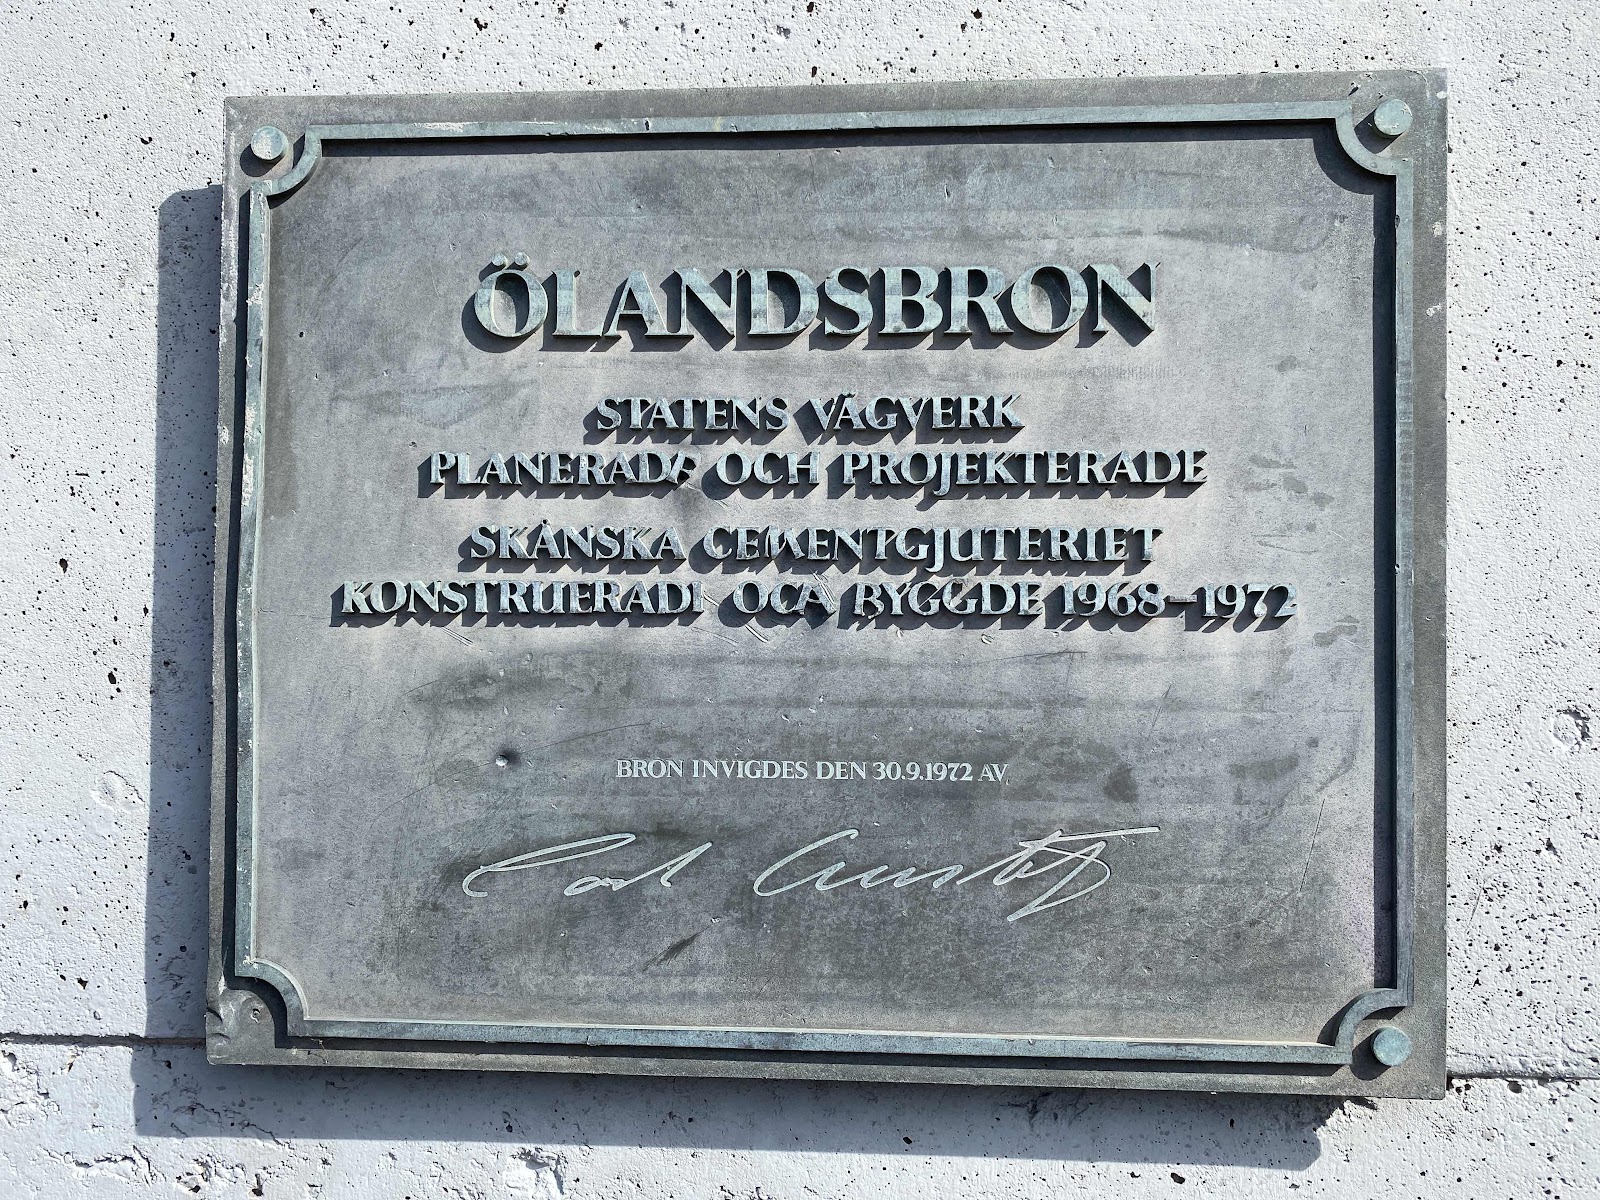 ÖLANDSBRON
STATENS VÄGVERK
PLANERADE OCH PROJEKTERADE
SKÅNSKA CEMENTGJUTERIET
KONSTRUERADE OCH BYGGDE 1968–1972
BRON INVIGDES DEN 30.9.1972 AV
Carl Gustaf